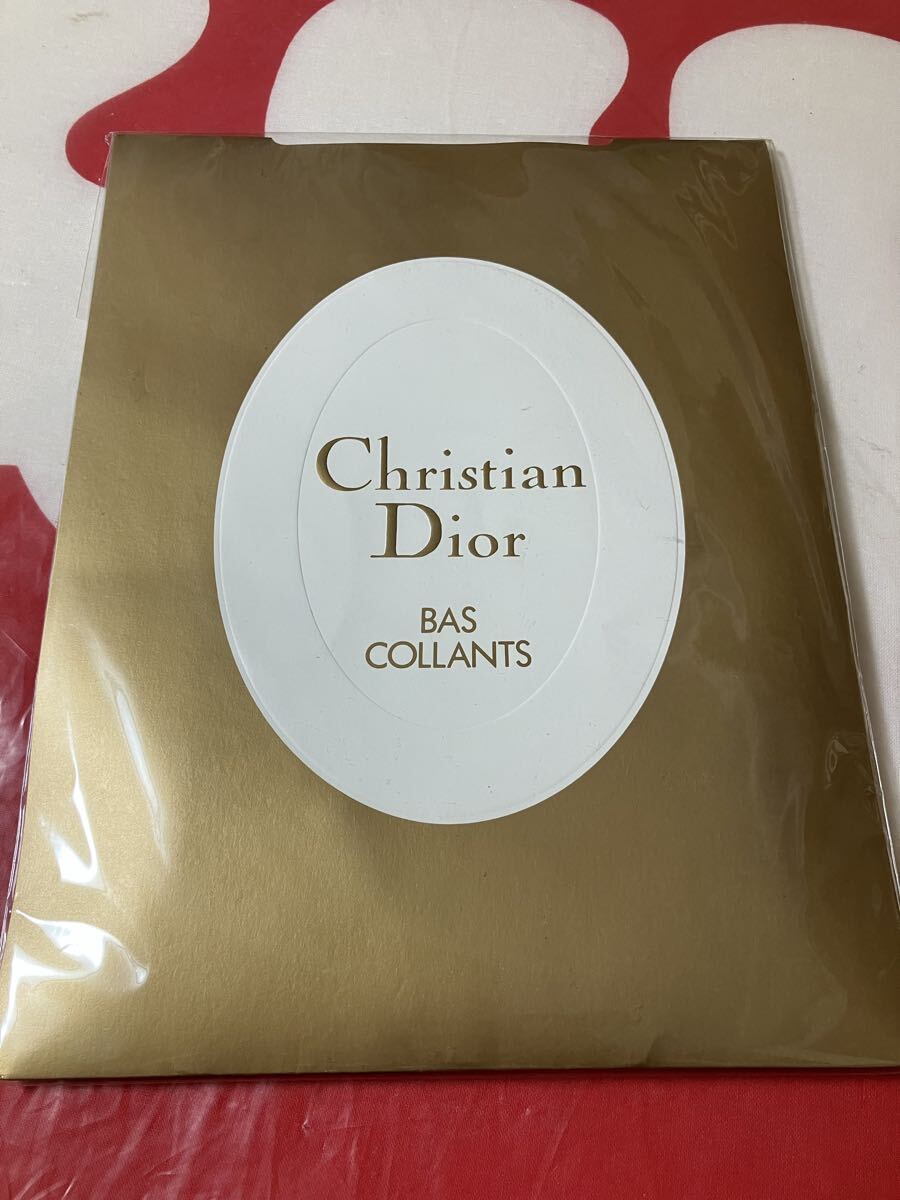 Christian
Dior
BAS
COLLANTS